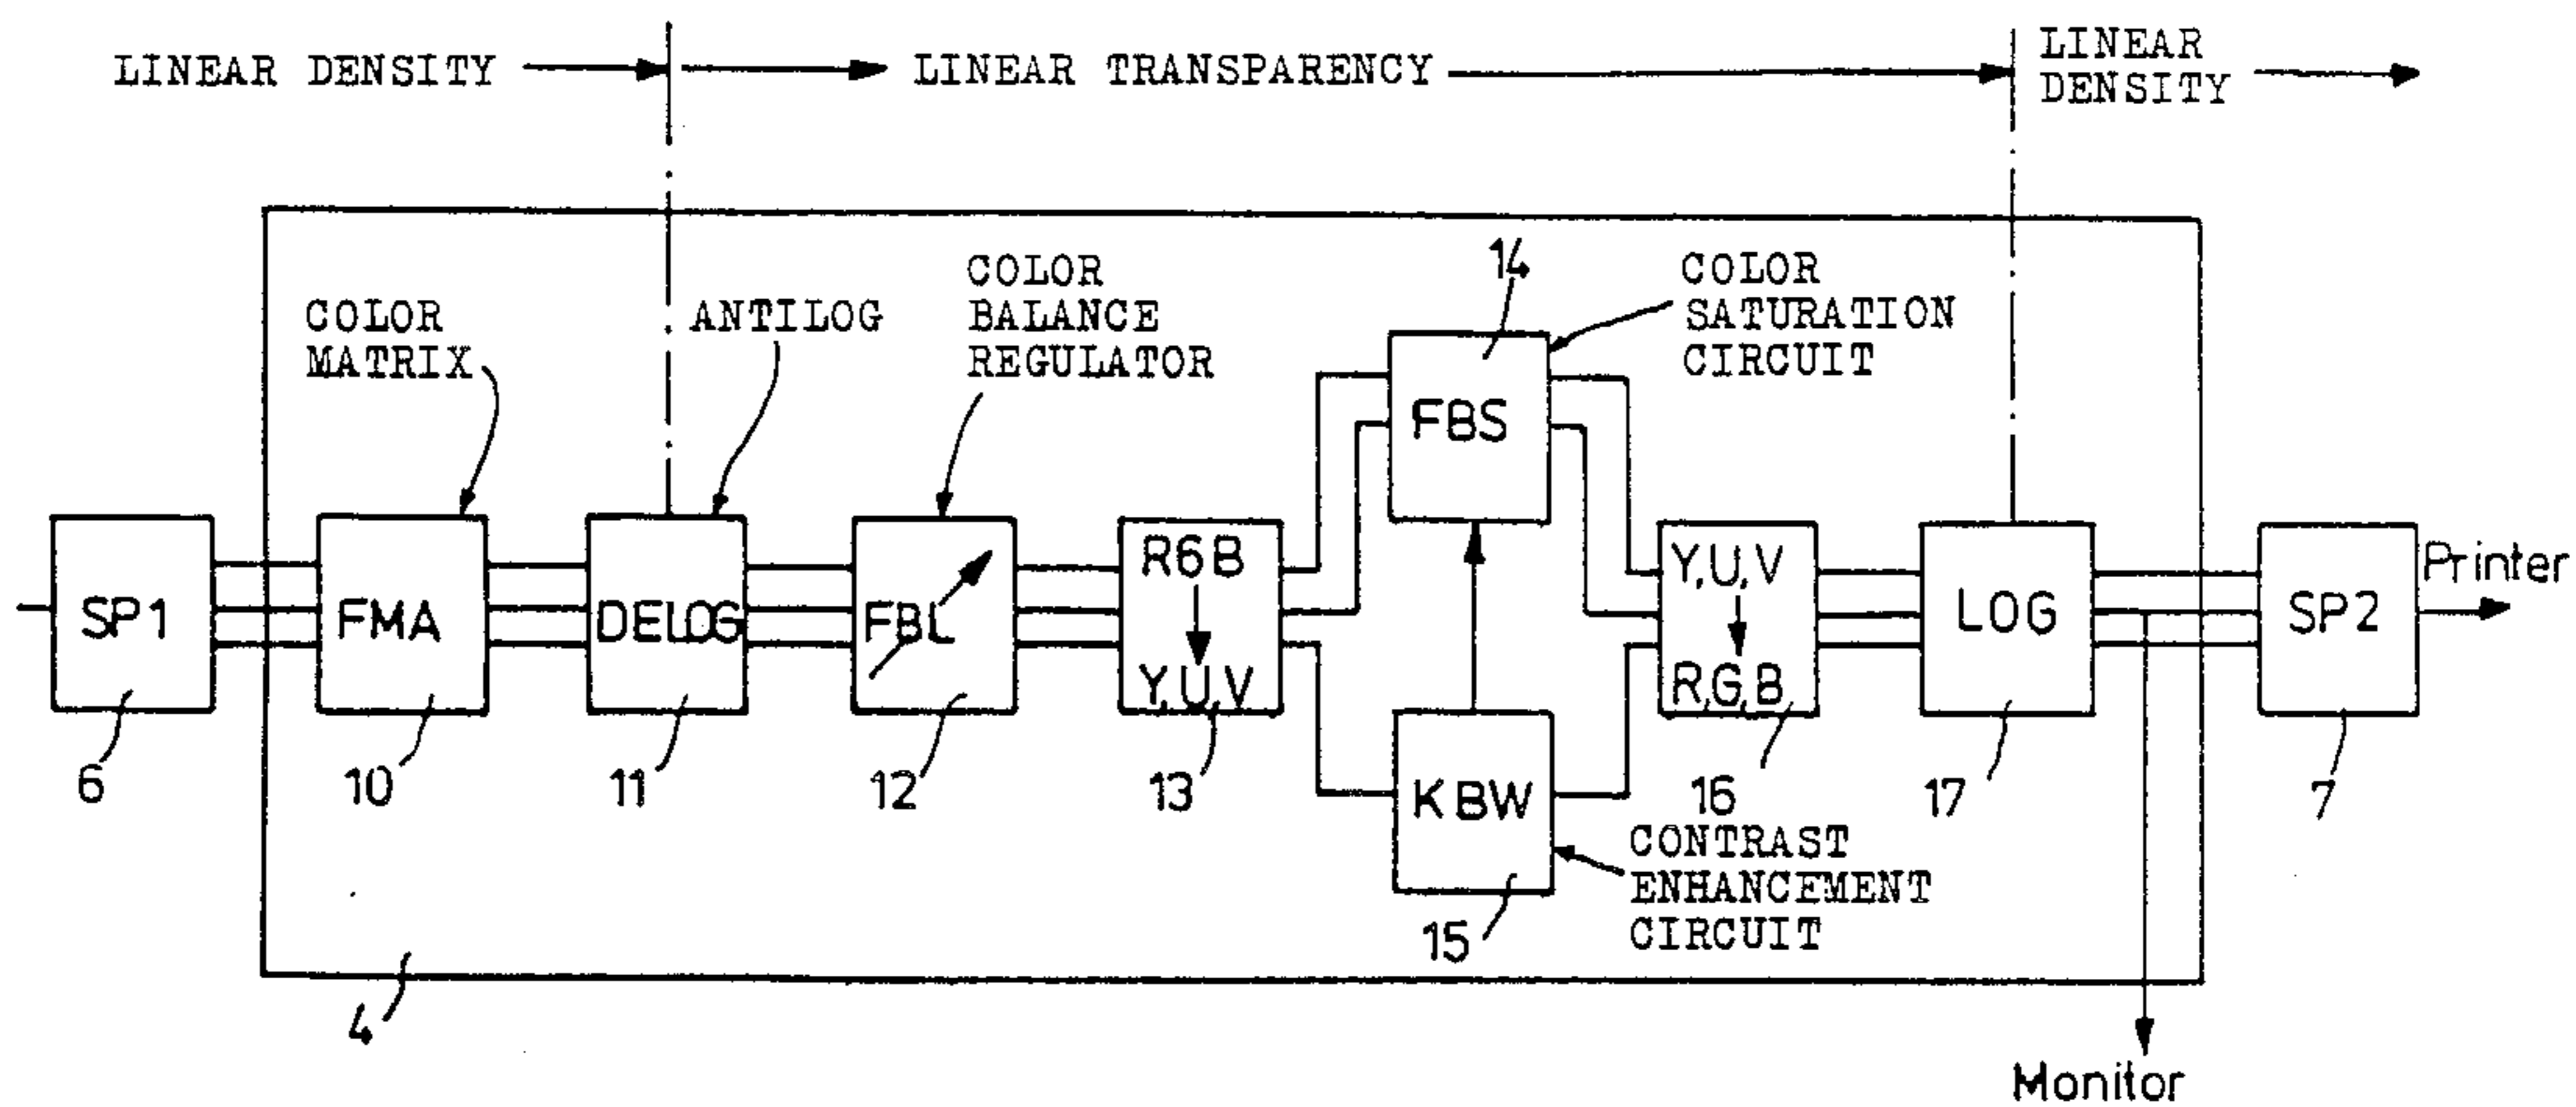 LINEAR DENSITY
LINEAR TRANSPARENCY
LINEAR
DENSITY
COLOR
MATRIX
ANTILOG
COLOR
BALANCE
REGULATOR
14
COLOR
SATURATION
CIRCUIT
SP1
FMA
DELOG
FBL
R6B
Y,U,V
FBS
KBW
Y,U,V
R,G,B
LOG
SP2
Printer
6
10
11
12
13
15
16
17
7
CONTRAST
ENHANCEMENT
CIRCUIT
4
Monitor